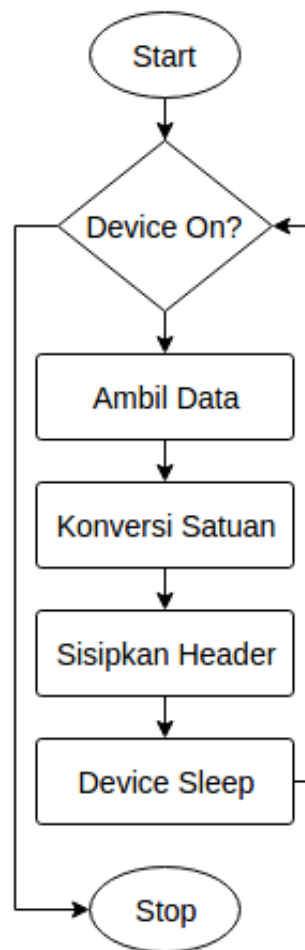 Start
Device On?
Ambil Data
Konversi Satuan
Sisipkan Header
Device Sleep
Stop